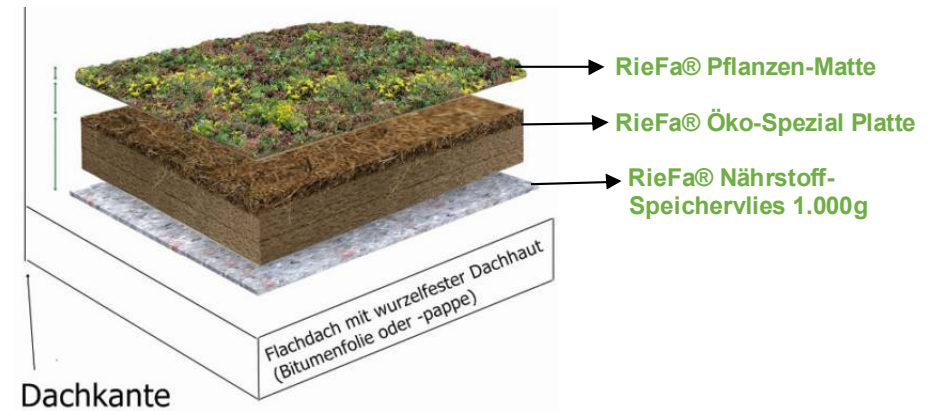 RieFa® Pflanzen-Matte
RieFa® Öko-Spezial Platte
RieFa® Nährstoff-
Speichervlies 1.000g
Flachdach mit wurzelfester Dachhaut
(Bitumenfolie oder -pappe)
Dachkante